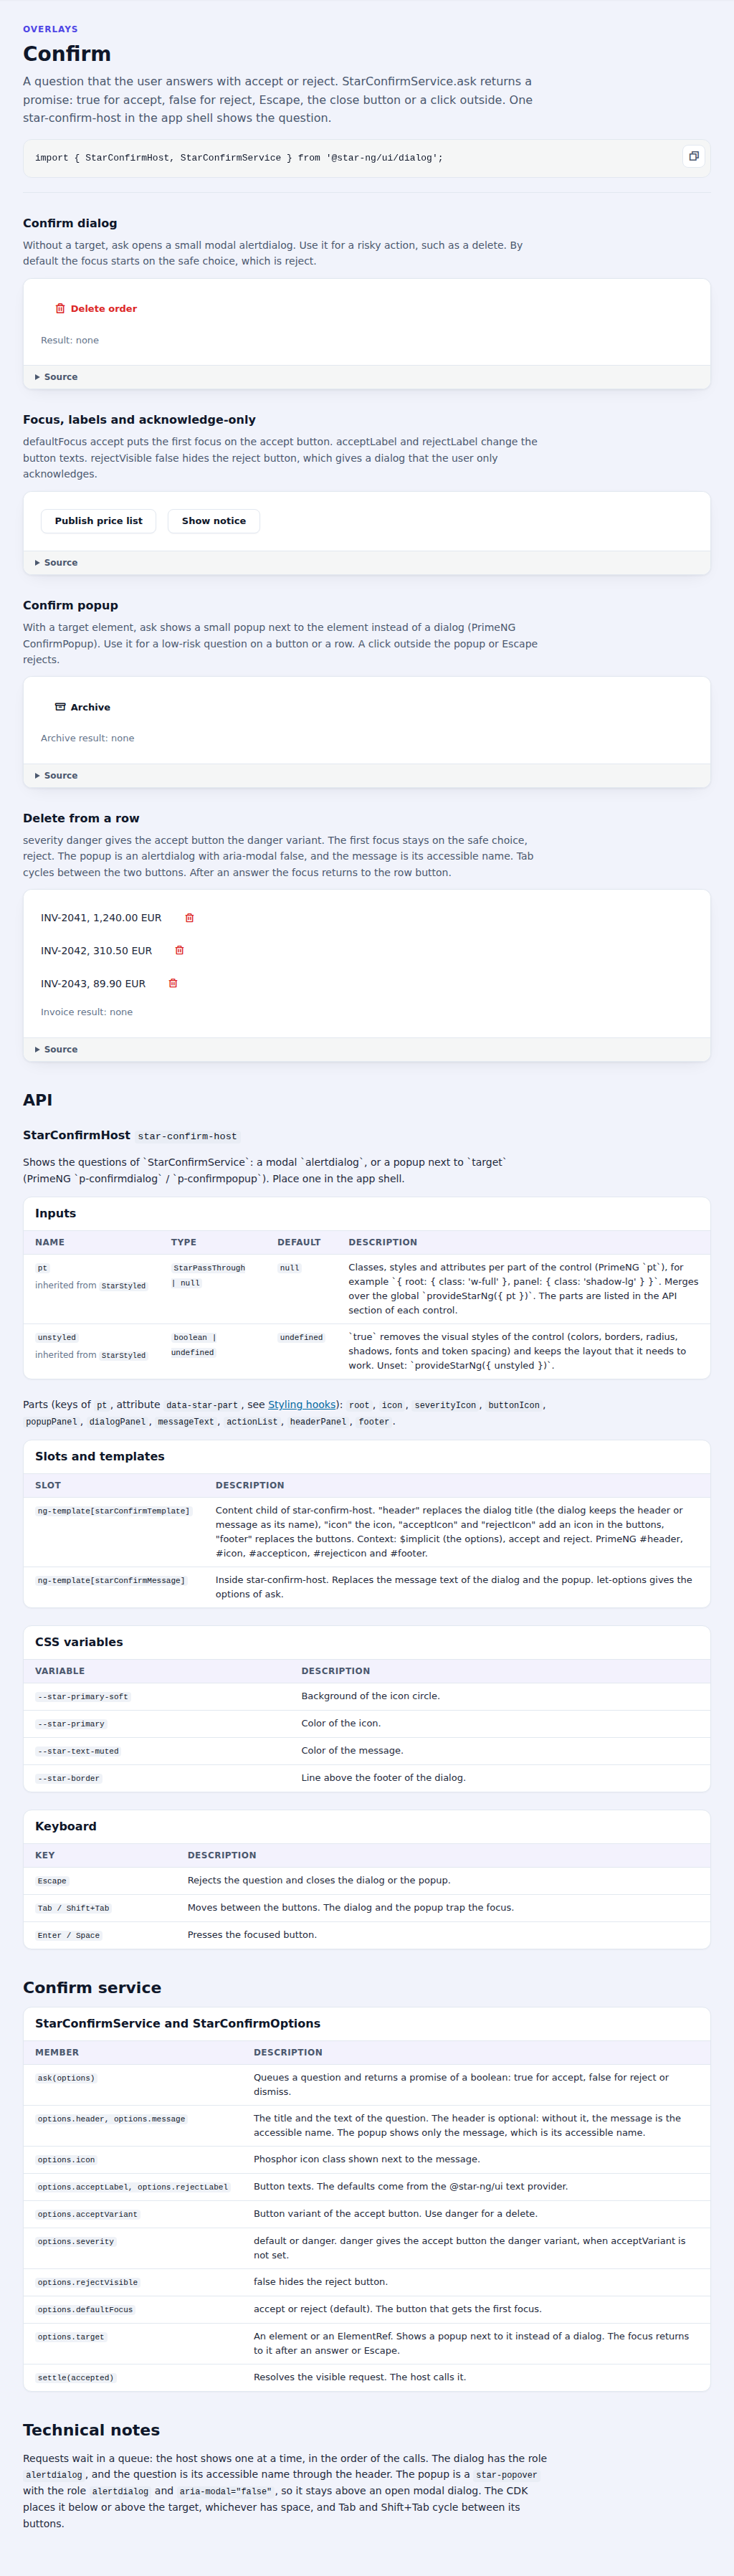 OVERLAYS
Confirm
A question that the user answers with accept or reject. StarConfirmService.ask returns a
promise: true for accept, false for reject, Escape, the close button or a click outside. One
star-confirm-host in the app shell shows the question.
import { StarConfirmHost, StarConfirmService } from '@star-ng/ui/dialog';
Confirm dialog
Without a target, ask opens a small modal alertdialog. Use it for a risky action, such as a delete. By
default the focus starts on the safe choice, which is reject.
Delete order
Result: none
Source
Focus, labels and acknowledge-only
defaultFocus accept puts the first focus on the accept button. acceptLabel and rejectLabel change the
button texts. rejectVisible false hides the reject button, which gives a dialog that the user only
acknowledges.
Publish price list Show notice
Source
Confirm popup
With a target element, ask shows a small popup next to the element instead of a dialog (PrimeNG
ConfirmPopup). Use it for a low-risk question on a button or a row. A click outside the popup or Escape
rejects.
Archive
Archive result: none
Source
Delete from a row
severity danger gives the accept button the danger variant. The first focus stays on the safe choice,
reject. The popup is an alertdialog with aria-modal false, and the message is its accessible name. Tab
cycles between the two buttons. After an answer the focus returns to the row button.
INV-2041, 1,240.00 EUR
INV-2042, 310.50 EUR
INV-2043, 89.90 EUR
Invoice result: none
Source
API
StarConfirmHost star-confirm-host
Shows the questions of `StarConfirmService`: a modal `alertdialog`, or a popup next to `target`
(PrimeNG `p-confirmdialog` / `p-confirmpopup`). Place one in the app shell.
Inputs
NAME TYPE DEFAULT DESCRIPTION
pt StarPassThrough null Classes, styles and attributes per part of the control (PrimeNG `pt`), for
inherited from StarStyled | null example `{ root: { class: 'w-full' }, panel: { class: 'shadow-lg' } }`. Merges
over the global `provideStarNg({ pt })`. The parts are listed in the API
section of each control.
unstyled boolean | undefined `true` removes the visual styles of the control (colors, borders, radius,
inherited from StarStyled undefined shadows, fonts and token spacing) and keeps the layout that it needs to
work. Unset: `provideStarNg({ unstyled })`.
Parts (keys of pt, attribute data-star-part, see Styling hooks): root, icon, severityIcon, buttonIcon,
popupPanel, dialogPanel, messageText, actionList, headerPanel, footer.
Slots and templates
SLOT DESCRIPTION
ng-template[starConfirmTemplate] Content child of star-confirm-host. "header" replaces the dialog title (the dialog keeps the header or
message as its name), "icon" the icon, "acceptIcon" and "rejectIcon" add an icon in the buttons,
"footer" replaces the buttons. Context: $implicit (the options), accept and reject. PrimeNG #header,
#icon, #accepticon, #rejecticon and #footer.
ng-template[starConfirmMessage] Inside star-confirm-host. Replaces the message text of the dialog and the popup. let-options gives the
options of ask.
CSS variables
VARIABLE DESCRIPTION
--star-primary-soft Background of the icon circle.
--star-primary Color of the icon.
--star-text-muted Color of the message.
--star-border Line above the footer of the dialog.
Keyboard
KEY DESCRIPTION
Escape Rejects the question and closes the dialog or the popup.
Tab / Shift+Tab Moves between the buttons. The dialog and the popup trap the focus.
Enter / Space Presses the focused button.
Confirm service
StarConfirmService and StarConfirmOptions
MEMBER DESCRIPTION
ask(options) Queues a question and returns a promise of a boolean: true for accept, false for reject or
dismiss.
options.header, options.message The title and the text of the question. The header is optional: without it, the message is the
accessible name. The popup shows only the message, which is its accessible name.
options.icon Phosphor icon class shown next to the message.
options.acceptLabel, options.rejectLabel Button texts. The defaults come from the @star-ng/ui text provider.
options.acceptVariant Button variant of the accept button. Use danger for a delete.
options.severity default or danger. danger gives the accept button the danger variant, when acceptVariant is
not set.
options.rejectVisible false hides the reject button.
options.defaultFocus accept or reject (default). The button that gets the first focus.
options.target An element or an ElementRef. Shows a popup next to it instead of a dialog. The focus returns
to it after an answer or Escape.
settle(accepted) Resolves the visible request. The host calls it.
Technical notes
Requests wait in a queue: the host shows one at a time, in the order of the calls. The dialog has the role
alertdialog, and the question is its accessible name through the header. The popup is a star-popover
with the role alertdialog and aria-modal="false", so it stays above an open modal dialog. The CDK
places it below or above the target, whichever has space, and Tab and Shift+Tab cycle between its
buttons.